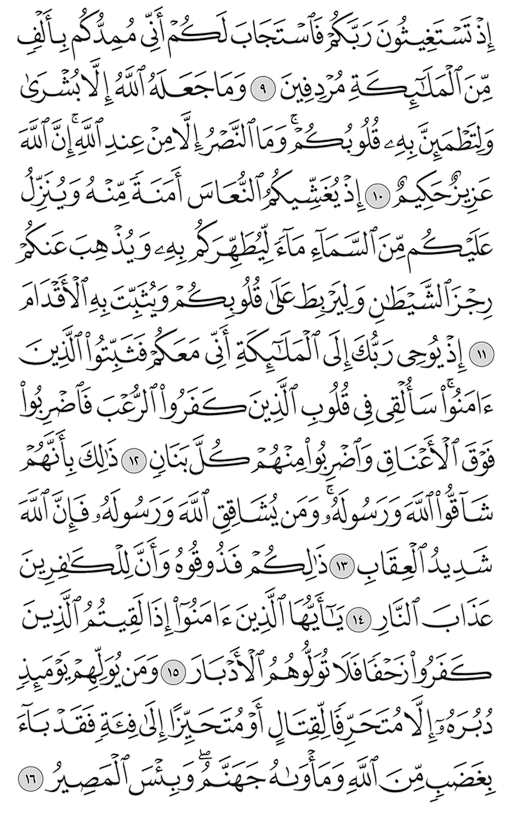 إِذۡ تَسۡتَغِيثُونَ رَبَّكُمۡ فَٱسۡتَجَابَ لَكُمۡ أَنِّي مُمِدُّكُم بِأَلۡفٖ
مِّنَ ٱلۡمَلَٰٓئِكَةِ مُرۡدِفِينَ ٩ وَمَا جَعَلَهُ ٱللَّهُ إِلَّا بُشۡرَىٰ
وَلِتَطۡمَئِنَّ بِهِۦ قُلُوبُكُمۡۚ وَمَا ٱلنَّصۡرُ إِلَّا مِنۡ عِندِ ٱللَّهِۚ إِنَّ ٱللَّهَ
عَزِيزٌ حَكِيمٌ ١٠ إِذۡ يُغَشِّيكُمُ ٱلنُّعَاسَ أَمَنَةٗ مِّنۡهُ وَيُنَزِّلُ
عَلَيۡكُم مِّنَ ٱلسَّمَآءِ مَآءٗ لِّيُطَهِّرَكُم بِهِۦ وَيُذۡهِبَ عَنكُمۡ
رِجۡزَ ٱلشَّيۡطَٰنِ وَلِيَرۡبِطَ عَلَىٰ قُلُوبِكُمۡ وَيُثَبِّتَ بِهِ ٱلۡأَقۡدَامَ
١١ إِذۡ يُوحِي رَبُّكَ إِلَى ٱلۡمَلَٰٓئِكَةِ أَنِّي مَعَكُمۡ فَثَبِّتُواْ ٱلَّذِينَ
ءَامَنُواْۚ سَأُلۡقِي فِي قُلُوبِ ٱلَّذِينَ كَفَرُواْ ٱلرُّعۡبَ فَٱضۡرِبُواْ
فَوۡقَ ٱلۡأَعۡنَاقِ وَٱضۡرِبُواْ مِنۡهُمۡ كُلَّ بَنَانٖ ١٢ ذَٰلِكَ بِأَنَّهُمۡ
شَآقُّواْ ٱللَّهَ وَرَسُولَهُۥۚ وَمَن يُشَاقِقِ ٱللَّهَ وَرَسُولَهُۥ فَإِنَّ ٱللَّهَ
شَدِيدُ ٱلۡعِقَابِ ١٣ ذَٰلِكُمۡ فَذُوقُوهُ وَأَنَّ لِلۡكَٰفِرِينَ
عَذَابَ ٱلنَّارِ ١٤ يَٰٓأَيُّهَا ٱلَّذِينَ ءَامَنُوٓاْ إِذَا لَقِيتُمُ ٱلَّذِينَ
كَفَرُواْ زَحۡفٗا فَلَا تُوَلُّوهُمُ ٱلۡأَدۡبَارَ ١٥ وَمَن يُوَلِّهِمۡ يَوۡمَئِذٖ
دُبُرَهُۥٓ إِلَّا مُتَحَرِّفٗا لِّقِتَالٍ أَوۡ مُتَحَيِّزًا إِلَىٰ فِئَةٖ فَقَدۡ بَآءَ
بِغَضَبٖ مِّنَ ٱللَّهِ وَمَأۡوَىٰهُ جَهَنَّمُۖ وَبِئۡسَ ٱلۡمَصِيرُ ١٦